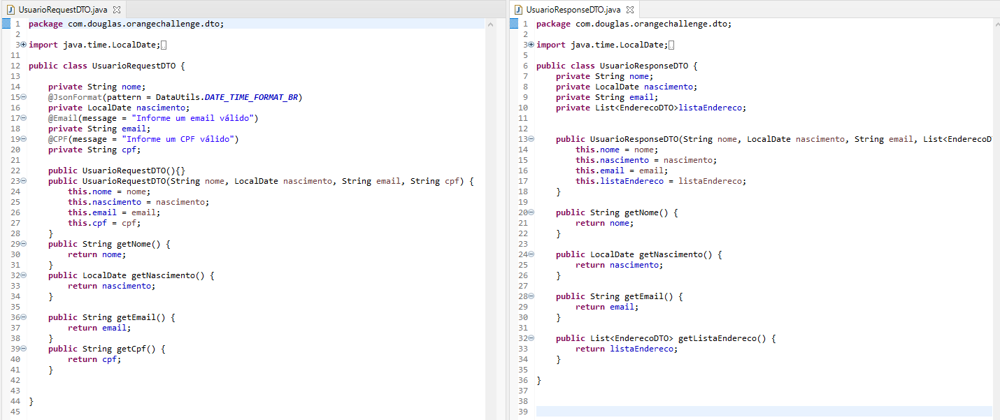 UsuarioRequestDTO.java
1 package com.douglas.orangechallenge.dto;
2
3 import java.time.LocalDate;
11
12 public class UsuarioRequestDTO {
13
14 private String nome;
15 @JsonFormat(pattern = DataUtils.DATE_TIME_FORMAT_BR)
16 private LocalDate nascimento;
17 @Email(message = "Informe um email válido")
18 private String email;
19 @CPF(message = "Informe um CPF válido")
20 private String cpf;
21
22 public UsuarioRequestDTO(){}
23 public UsuarioRequestDTO(String nome, LocalDate nascimento, String email, String cpf) {
24 this.nome = nome;
25 this.nascimento = nascimento;
26 this.email = email;
27 this.cpf = cpf;
28 }
29 public String getNome() {
30 return nome;
31 }
32 public LocalDate getNascimento() {
33 return nascimento;
34 }
35
36 public String getEmail() {
37 return email;
38 }
39 public String getCpf() {
40 return cpf;
41 }
42
43
44 }
45
UsuarioResponseDTO.java
1 package com.douglas.orangechallenge.dto;
2
3 import java.time.LocalDate;
5
6 public class UsuarioResponseDTO {
7 private String nome;
8 private LocalDate nascimento;
9 private String email;
10 private List<EnderecoDTO>listaEndereco;
11
12
13 public UsuarioResponseDTO(String nome, LocalDate nascimento, String email, List<EnderecoD
14 this.nome = nome;
15 this.nascimento = nascimento;
16 this.email = email;
17 this.listaEndereco = listaEndereco;
18 }
19
20 public String getNome() {
21 return nome;
22 }
23
24 public LocalDate getNascimento() {
25 return nascimento;
26 }
27
28 public String getEmail() {
29 return email;
30 }
31
32 public List<EnderecoDTO> getListaEndereco() {
33 return listaEndereco;
34 }
35
36 }
37
38
39